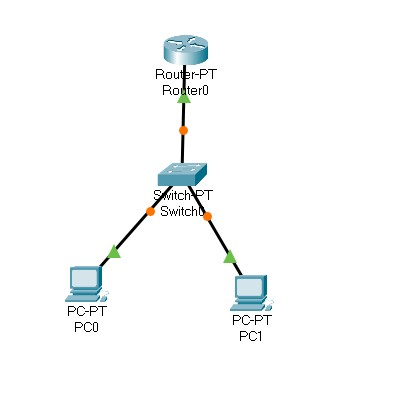 Router-PT
Router0
Switch-PT
Switch0
PC-PT
PC0
PC-PT
PC1